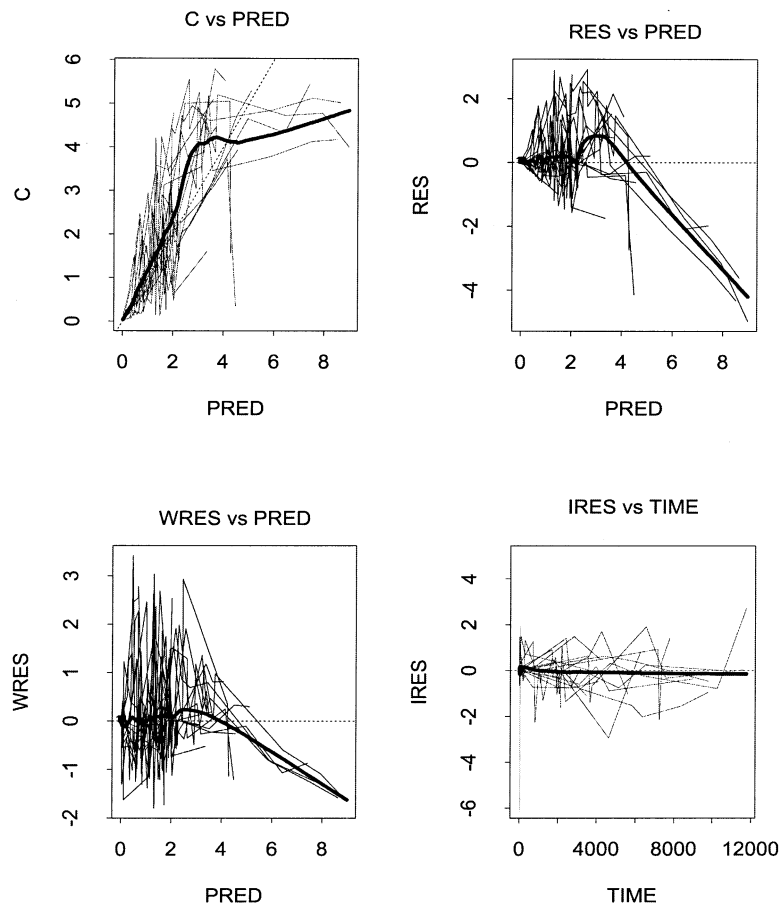 C vs PRED
6
5
4
3
2
1
0
C
0 2 4 6 8
PRED
RES vs PRED
2
0
-2
-4
RES
0 2 4 6 8
PRED
WRES vs PRED
3
2
1
0
-1
-2
WRES
0 2 4 6 8
PRED
IRES vs TIME
4
2
0
-2
-4
-6
IRES
0 4000 8000 12000
TIME